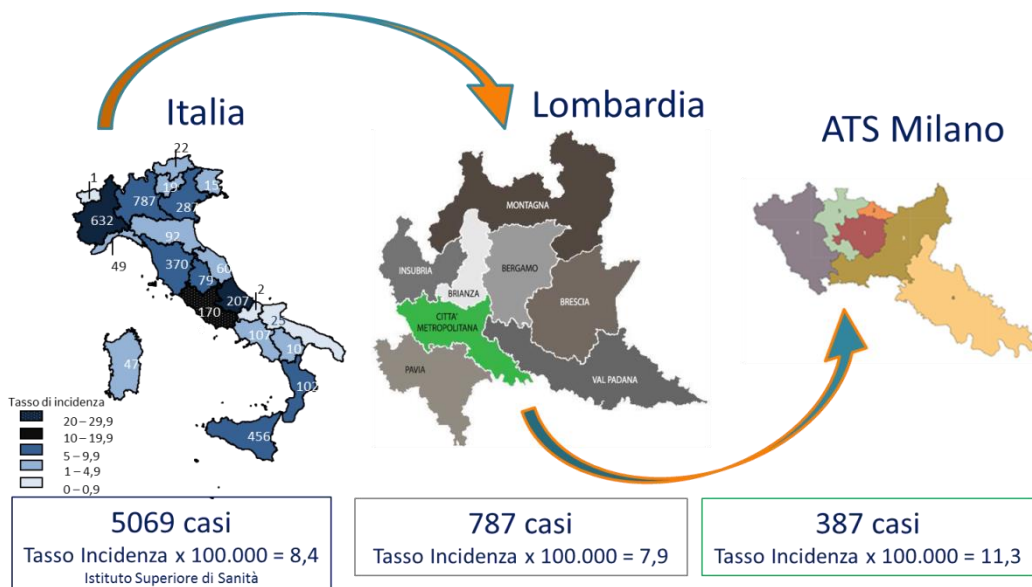 Italia
22
1
787
19
15
287
632
92
49
370
60
79
2
207
170
25
107
10
47
102
456
Tasso di incidenza
20 – 29,9
10 – 19,9
5 – 9,9
1 – 4,9
0 – 0,9
5069 casi
Tasso Incidenza x 100.000 = 8,4
Istituto Superiore di Sanità
Lombardia
MONTAGNA
INSUBRIA
BERGAMO
BRIANZA
BRESCIA
CITTA'
METROPOLITANA
PAVIA
VAL PADANA
787 casi
Tasso Incidenza x 100.000 = 7,9
ATS Milano
387 casi
Tasso Incidenza x 100.000 = 11,3